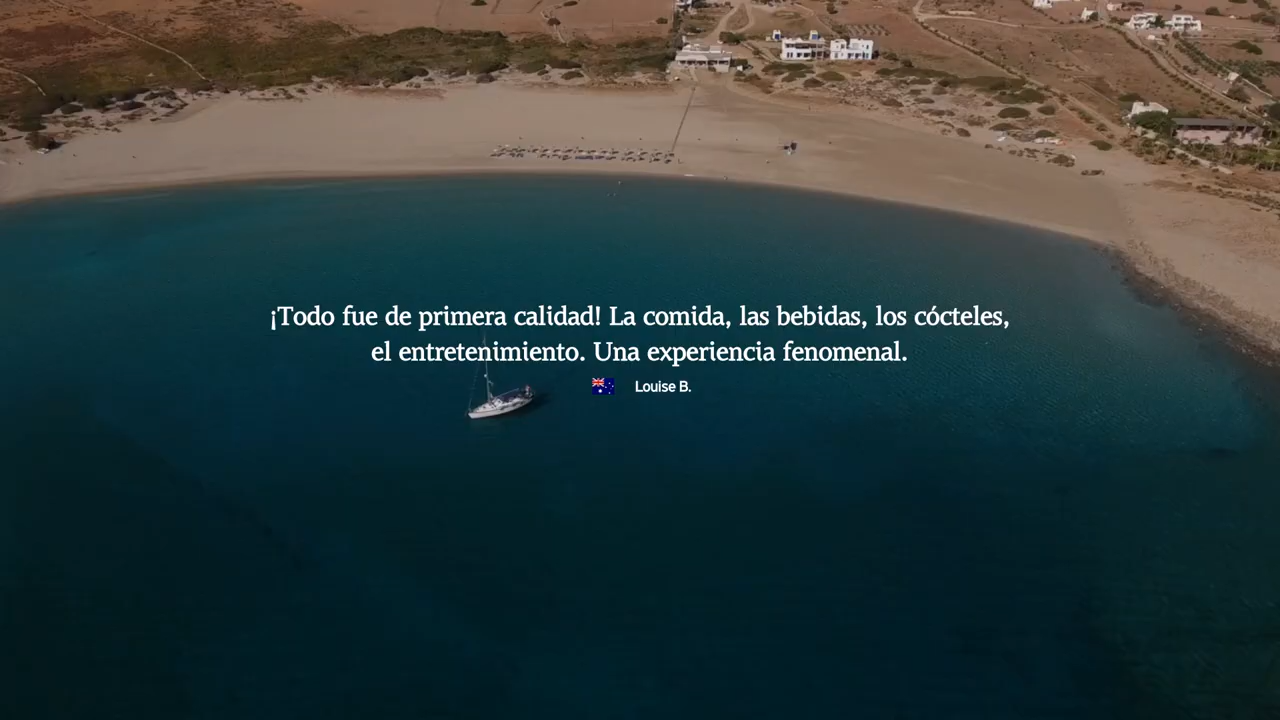 ¡Todo fue de primera calidad! La comida, las bebidas, los cócteles,
el entretenimiento. Una experiencia fenomenal.
Louise B.